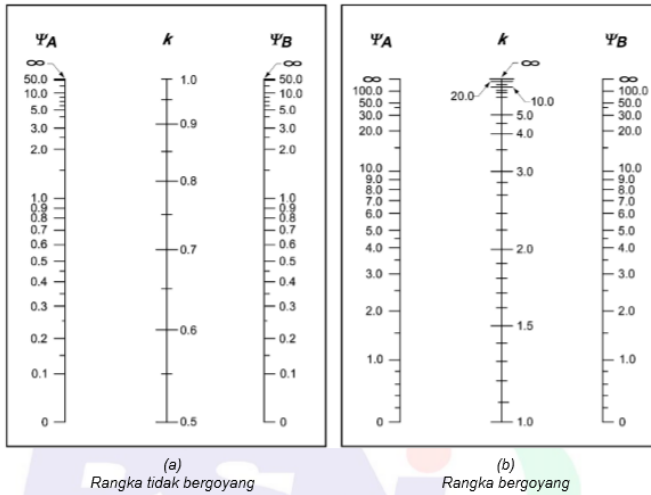 Ψ_A k Ψ_B
∞ ∞
50.0 1.0 50.0
10.0 10.0
5.0 0.9 5.0
3.0 3.0
2.0 0.8 2.0
1.0 1.0
0.9 0.9
0.8 0.8
0.7 0.7 0.7
0.6 0.6
0.5 0.5
0.4 0.4
0.3 0.6 0.3
0.2 0.2
0.1 0.1
0 0.5 0
(a)
Rangka tidak bergoyang
Ψ_A k Ψ_B
∞ ∞ ∞
100.0 20.0 10.0 100.0
50.0 50.0
30.0 5.0 30.0
20.0 4.0 20.0
10.0 3.0 10.0
9.0 9.0
8.0 8.0
7.0 7.0
6.0 6.0
5.0 5.0
4.0 2.0 4.0
3.0 3.0
2.0 1.5 2.0
1.0 1.0
0 1.0 0
(b)
Rangka bergoyang